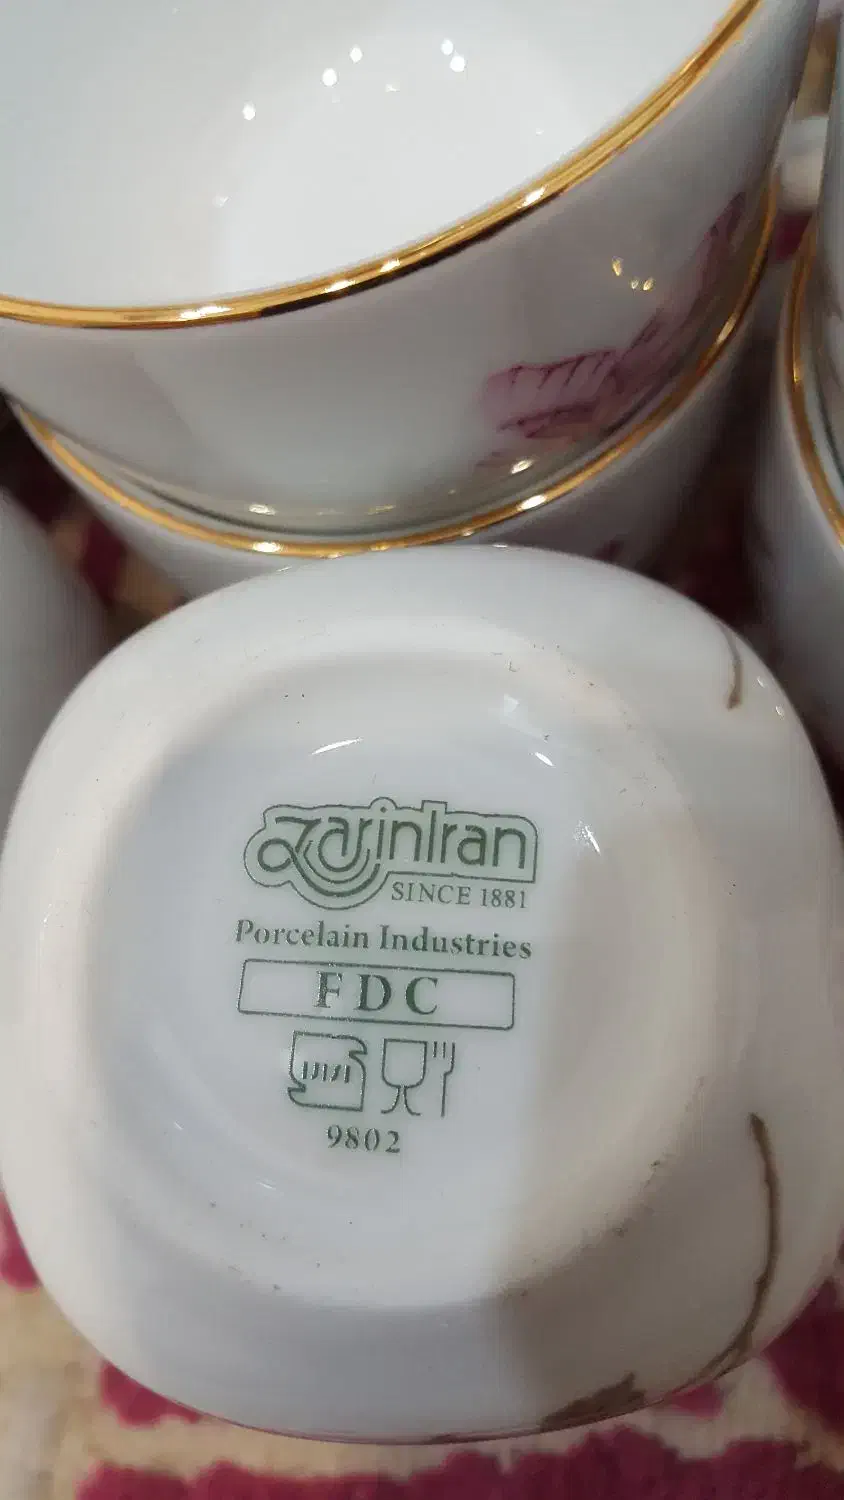 ZarinIran
SINCE 1881
Porcelain Industries
FDC
9802